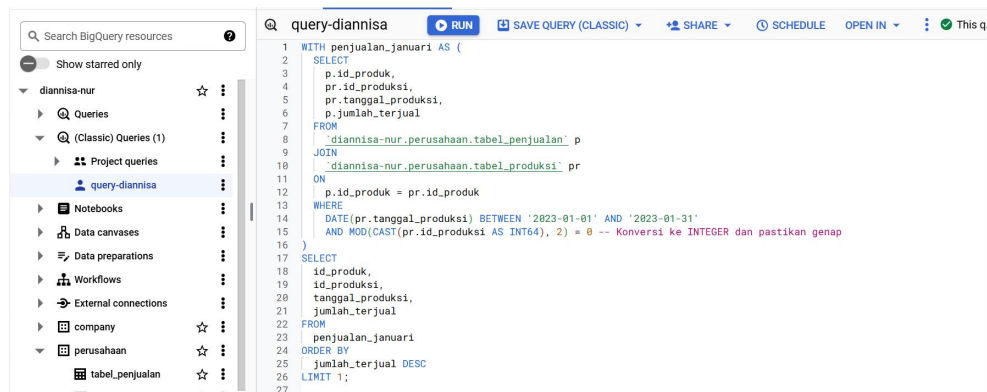 Search BigQuery resources
Show starred only
diannisa-nur
Queries
(Classic) Queries (1)
Project queries
query-diannisa
Notebooks
Data canvases
Data preparations
Workflows
External connections
company
perusahaan
tabel_penjualan
query-diannisa RUN SAVE QUERY (CLASSIC) SHARE SCHEDULE OPEN IN This q
1 WITH penjualan_januari AS (
2 SELECT
3 p.id_produk,
4 pr.id_produksi,
5 pr.tanggal_produksi,
6 p.jumlah_terjual
7 FROM
8 `diannisa-nur.perusahaan.tabel_penjualan` p
9 JOIN
10 `diannisa-nur.perusahaan.tabel_produksi` pr
11 ON
12 p.id_produk = pr.id_produk
13 WHERE
14 DATE(pr.tanggal_produksi) BETWEEN '2023-01-01' AND '2023-01-31'
15 AND MOD(CAST(pr.id_produksi AS INT64), 2) = 0 -- Konversi ke INTEGER dan pastikan genap
16 )
17 SELECT
18 id_produk,
19 id_produksi,
20 tanggal_produksi,
21 jumlah_terjual
22 FROM
23 penjualan_januari
24 ORDER BY
25 jumlah_terjual DESC
26 LIMIT 1;
27